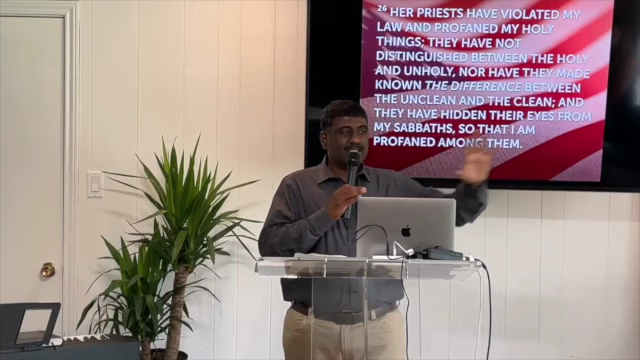 26 HER PRIESTS HAVE VIOLATED MY
LAW AND PROFANED MY HOLY
THINGS; THEY HAVE NOT
DISTINGUISHED BETWEEN THE HOLY
AND UNHOLY, NOR HAVE THEY MADE
KNOWN THE DIFFERENCE BETWEEN
THE UNCLEAN AND THE CLEAN; AND
THEY HAVE HIDDEN THEIR EYES FROM
MY SABBATHS, SO THAT I AM
PROFANED AMONG THEM.